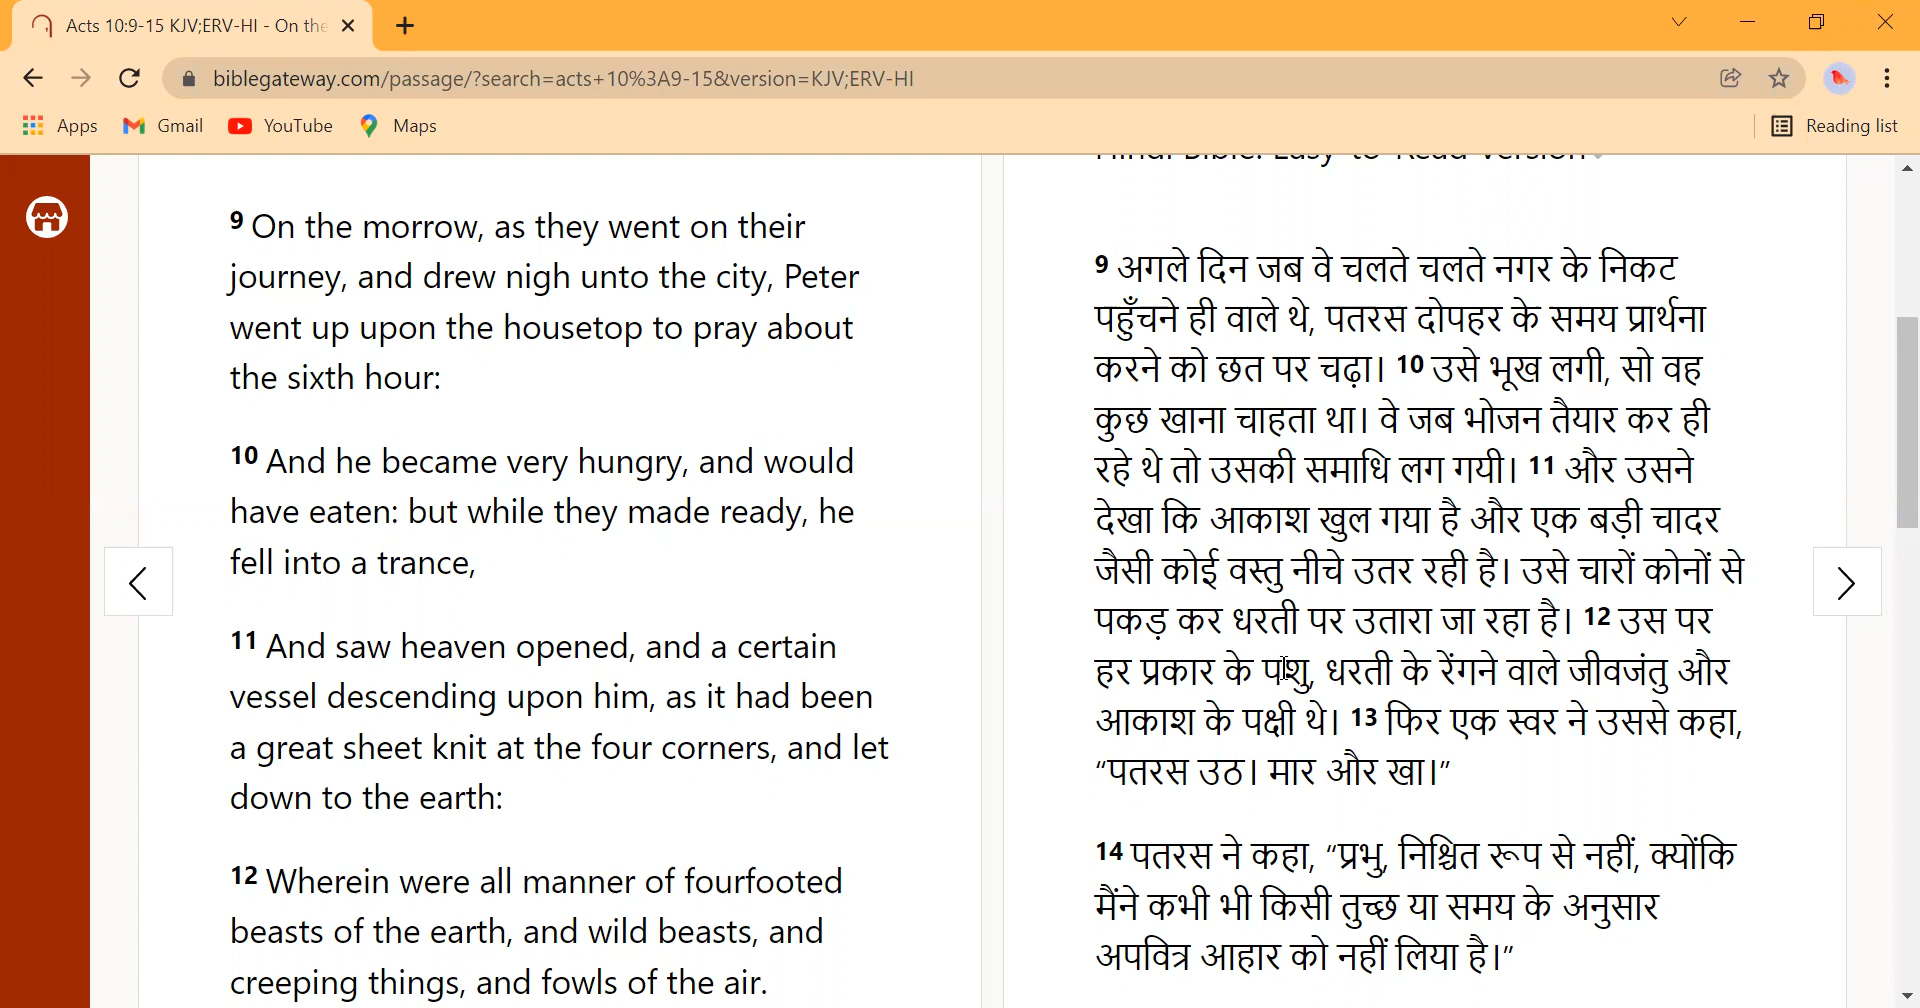 Acts 10:9-15 KJV;ERV-HI - On the
biblegateway.com/passage/?search=acts+10%3A9-15&version=KJV;ERV-HI
Apps Gmail YouTube Maps Reading list
9 On the morrow, as they went on their
journey, and drew nigh unto the city, Peter
went up upon the housetop to pray about
the sixth hour:
10 And he became very hungry, and would
have eaten: but while they made ready, he
fell into a trance,
11 And saw heaven opened, and a certain
vessel descending upon him, as it had been
a great sheet knit at the four corners, and let
down to the earth:
12 Wherein were all manner of fourfooted
beasts of the earth, and wild beasts, and
creeping things, and fowls of the air.
Hindi Bible: Easy-to-Read Version
9 अगले दिन जब वे चलते चलते नगर के निकट
पहुँचने ही वाले थे, पतरस दोपहर के समय प्रार्थना
करने को छत पर चढ़ा। 10 उसे भूख लगी, सो वह
कुछ खाना चाहता था। वे जब भोजन तैयार कर ही
रहे थे तो उसकी समाधि लग गयी। 11 और उसने
देखा कि आकाश खुल गया है और एक बड़ी चादर
जैसी कोई वस्तु नीचे उतर रही है। उसे चारों कोनों से
पकड़ कर धरती पर उतारा जा रहा है। 12 उस पर
हर प्रकार के पशु, धरती के रेंगने वाले जीवजंतु और
आकाश के पक्षी थे। 13 फिर एक स्वर ने उससे कहा,
“पतरस उठ। मार और खा।”
14 पतरस ने कहा, “प्रभु, निश्चित रूप से नहीं, क्योंकि
मैंने कभी भी किसी तुच्छ या समय के अनुसार
अपवित्र आहार को नहीं लिया है।”